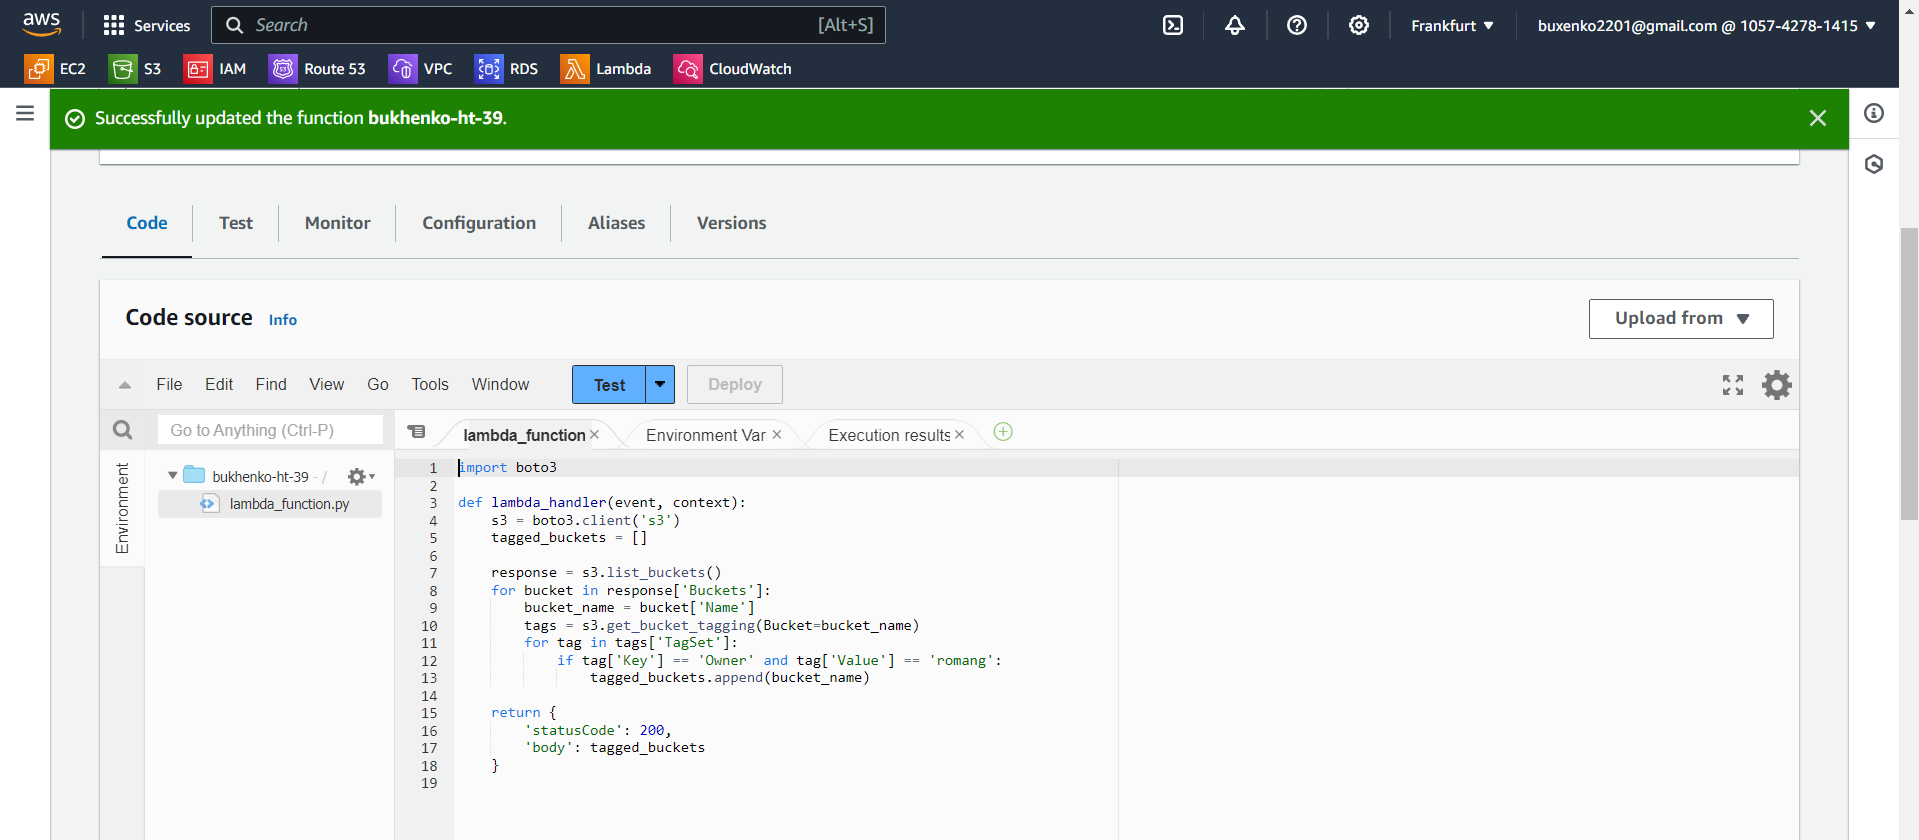 aws Services Search [Alt+S] Frankfurt ▼ buxenko2201@gmail.com @ 1057-4278-1415 ▼
EC2 S3 IAM Route 53 VPC RDS Lambda CloudWatch
Successfully updated the function bukhenko-ht-39.
Code Test Monitor Configuration Aliases Versions
Code source Info Upload from ▼
File Edit Find View Go Tools Window Test Deploy
Go to Anything (Ctrl-P)
lambda_function × Environment Var × Execution results ×
Environment
bukhenko-ht-39 - /
lambda_function.py
1 import boto3
2
3 def lambda_handler(event, context):
4     s3 = boto3.client('s3')
5     tagged_buckets = []
6
7     response = s3.list_buckets()
8     for bucket in response['Buckets']:
9         bucket_name = bucket['Name']
10         tags = s3.get_bucket_tagging(Bucket=bucket_name)
11         for tag in tags['TagSet']:
12             if tag['Key'] == 'Owner' and tag['Value'] == 'romang':
13                 tagged_buckets.append(bucket_name)
14
15     return {
16         'statusCode': 200,
17         'body': tagged_buckets
18     }
19